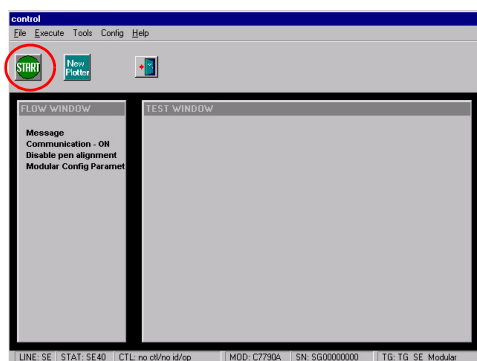 control
File Execute Tools Config Help
START
New
Plotter
FLOW WINDOW
TEST WINDOW
Message
Communication - ON
Disable pen alignment
Modular Config Paramet
LINE: SE STAT: SE40 CTL: no ctl/no id/op MOD: C7790A SN: SG00000000 TG: TG_SE_Modular